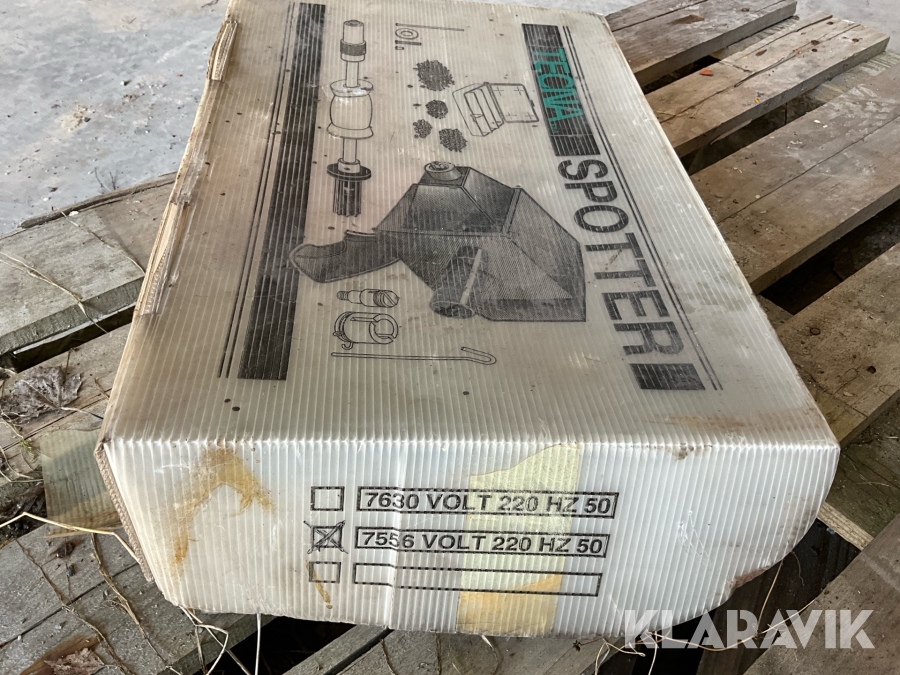 TECNA
SPOTTER
7630 VOLT 220 HZ 50
7556 VOLT 220 HZ 50
KLARAVIK